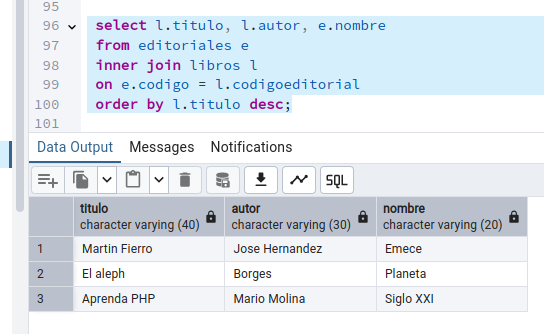 95
96 select l.titulo, l.autor, e.nombre
97 from editoriales e
98 inner join libros l
99 on e.codigo = l.codigoeditorial
100 order by l.titulo desc;
101
Data Output Messages Notifications
SQL
titulo autor nombre
character varying (40) character varying (30) character varying (20)
1 Martin Fierro Jose Hernandez Emece
2 El aleph Borges Planeta
3 Aprenda PHP Mario Molina Siglo XXI